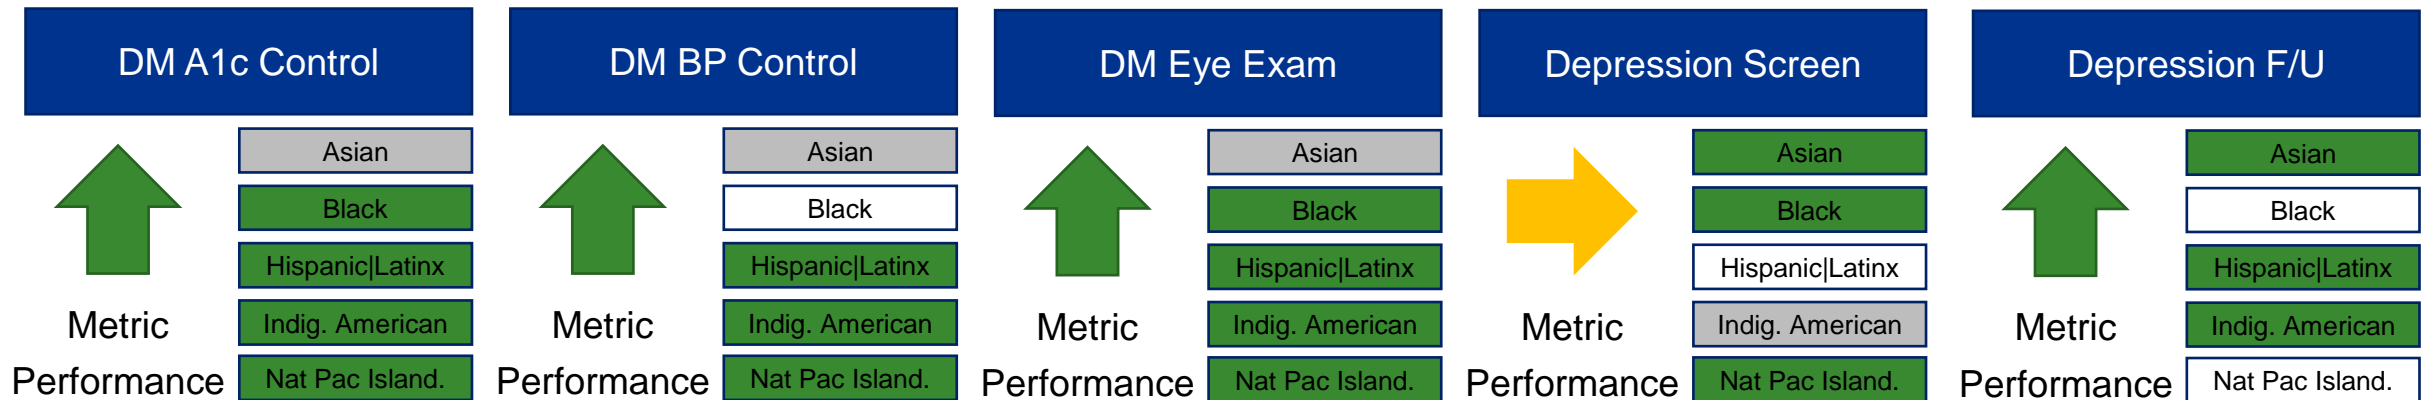 DM A1c Control
Asian
Black
Hispanic|Latinx
Indig. American
Nat Pac Island.
Metric
Performance
DM BP Control
Asian
Black
Hispanic|Latinx
Indig. American
Nat Pac Island.
Metric
Performance
DM Eye Exam
Asian
Black
Hispanic|Latinx
Indig. American
Nat Pac Island.
Metric
Performance
Depression Screen
Asian
Black
Hispanic|Latinx
Indig. American
Nat Pac Island.
Metric
Performance
Depression F/U
Asian
Black
Hispanic|Latinx
Indig. American
Nat Pac Island.
Metric
Performance